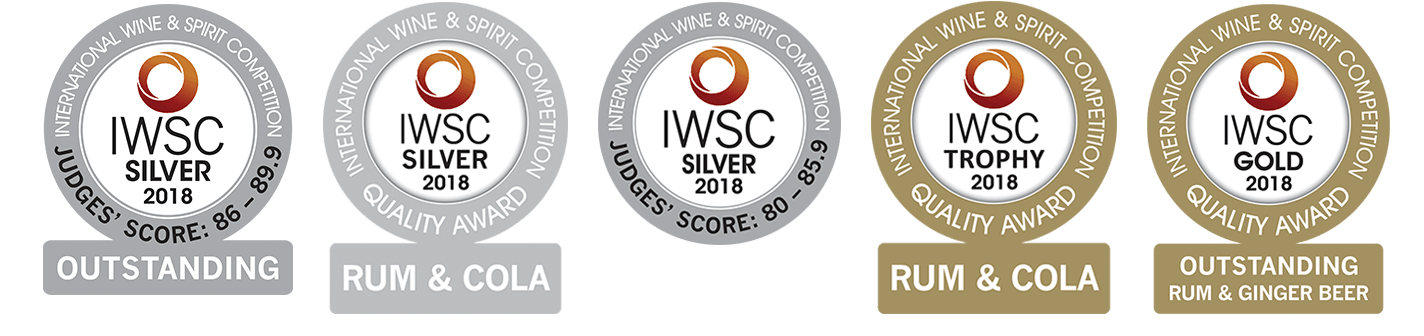 INTERNATIONAL WINE & SPIRIT COMPETITION
IWSC
SILVER
2018
JUDGES' SCORE: 86 – 89.9
OUTSTANDING
INTERNATIONAL WINE & SPIRIT COMPETITION
IWSC
SILVER
2018
QUALITY AWARD
RUM & COLA
INTERNATIONAL WINE & SPIRIT COMPETITION
IWSC
SILVER
2018
JUDGES' SCORE: 80 – 85.9
INTERNATIONAL WINE & SPIRIT COMPETITION
IWSC
TROPHY
2018
QUALITY AWARD
RUM & COLA
INTERNATIONAL WINE & SPIRIT COMPETITION
IWSC
GOLD
2018
QUALITY AWARD
OUTSTANDING
RUM & GINGER BEER